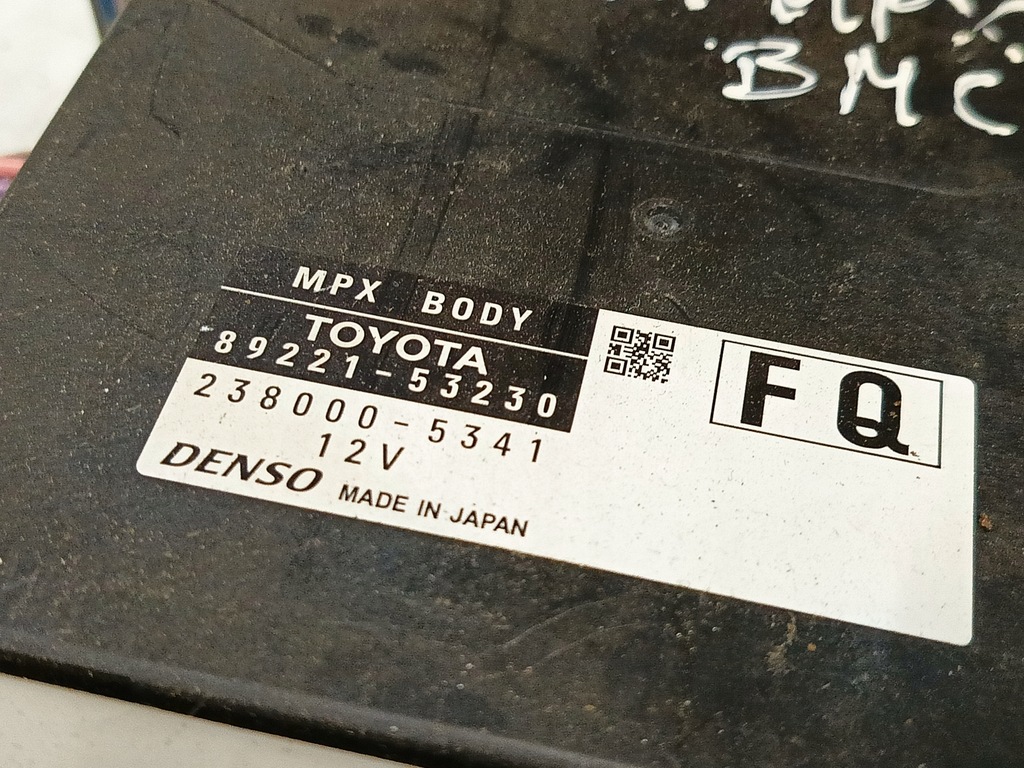 BMC
MPX BODY
TOYOTA
89221-53230
238000-5341
12V
DENSO MADE IN JAPAN
FQ